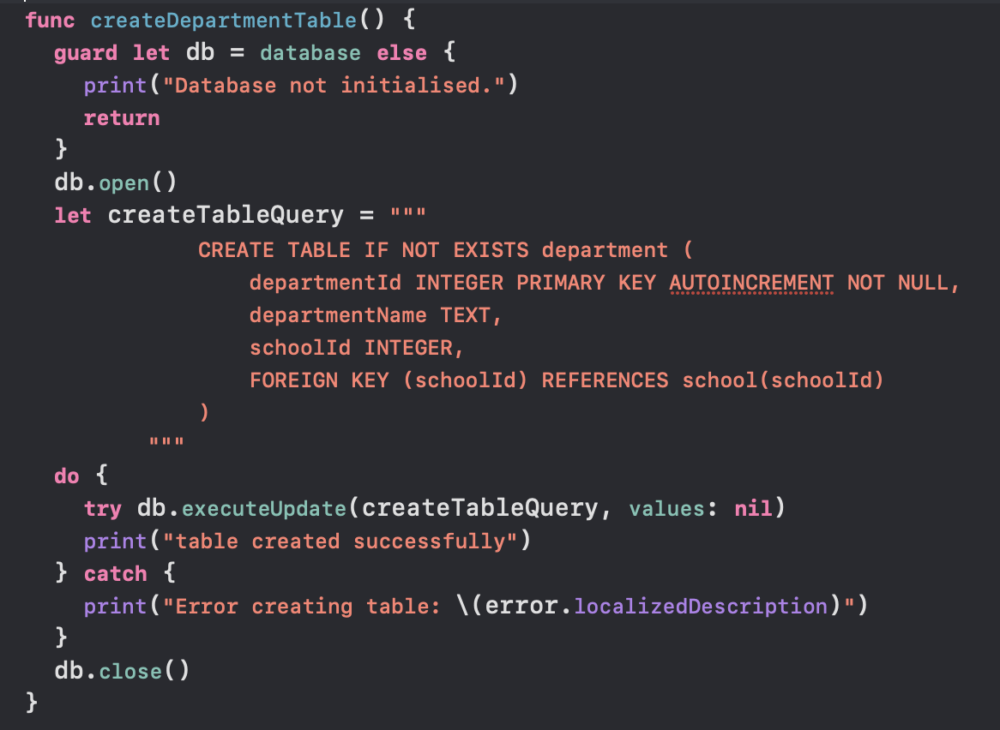 func createDepartmentTable() {
guard let db = database else {
print("Database not initialised.")
return
}
db.open()
let createTableQuery = """
CREATE TABLE IF NOT EXISTS department (
departmentId INTEGER PRIMARY KEY AUTOINCREMENT NOT NULL,
departmentName TEXT,
schoolId INTEGER,
FOREIGN KEY (schoolId) REFERENCES school(schoolId)
)
"""
do {
try db.executeUpdate(createTableQuery, values: nil)
print("table created successfully")
} catch {
print("Error creating table: \(error.localizedDescription)")
}
db.close()
}